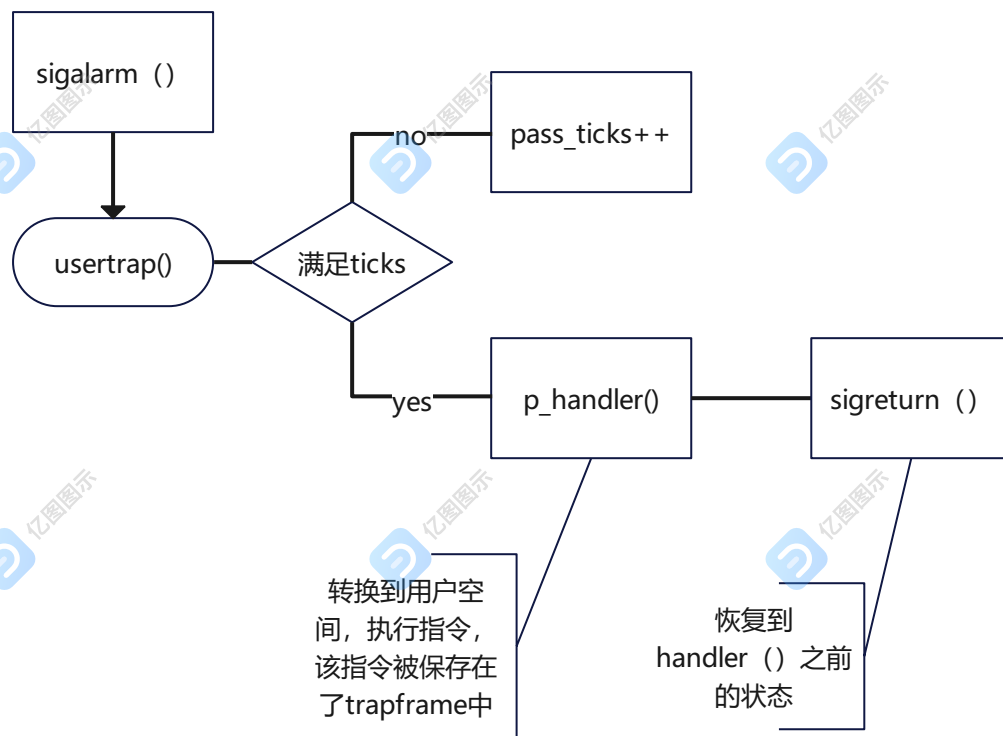 sigalarm（）
亿图图示
亿图图示
亿图图示
no
pass_ticks++
usertrap()
满足ticks
yes
p_handler()
sigreturn（）
亿图图示
亿图图示
亿图图示
转换到用户空
间，执行指令，
该指令被保存在
了trapframe中
恢复到
handler（）之前
的状态